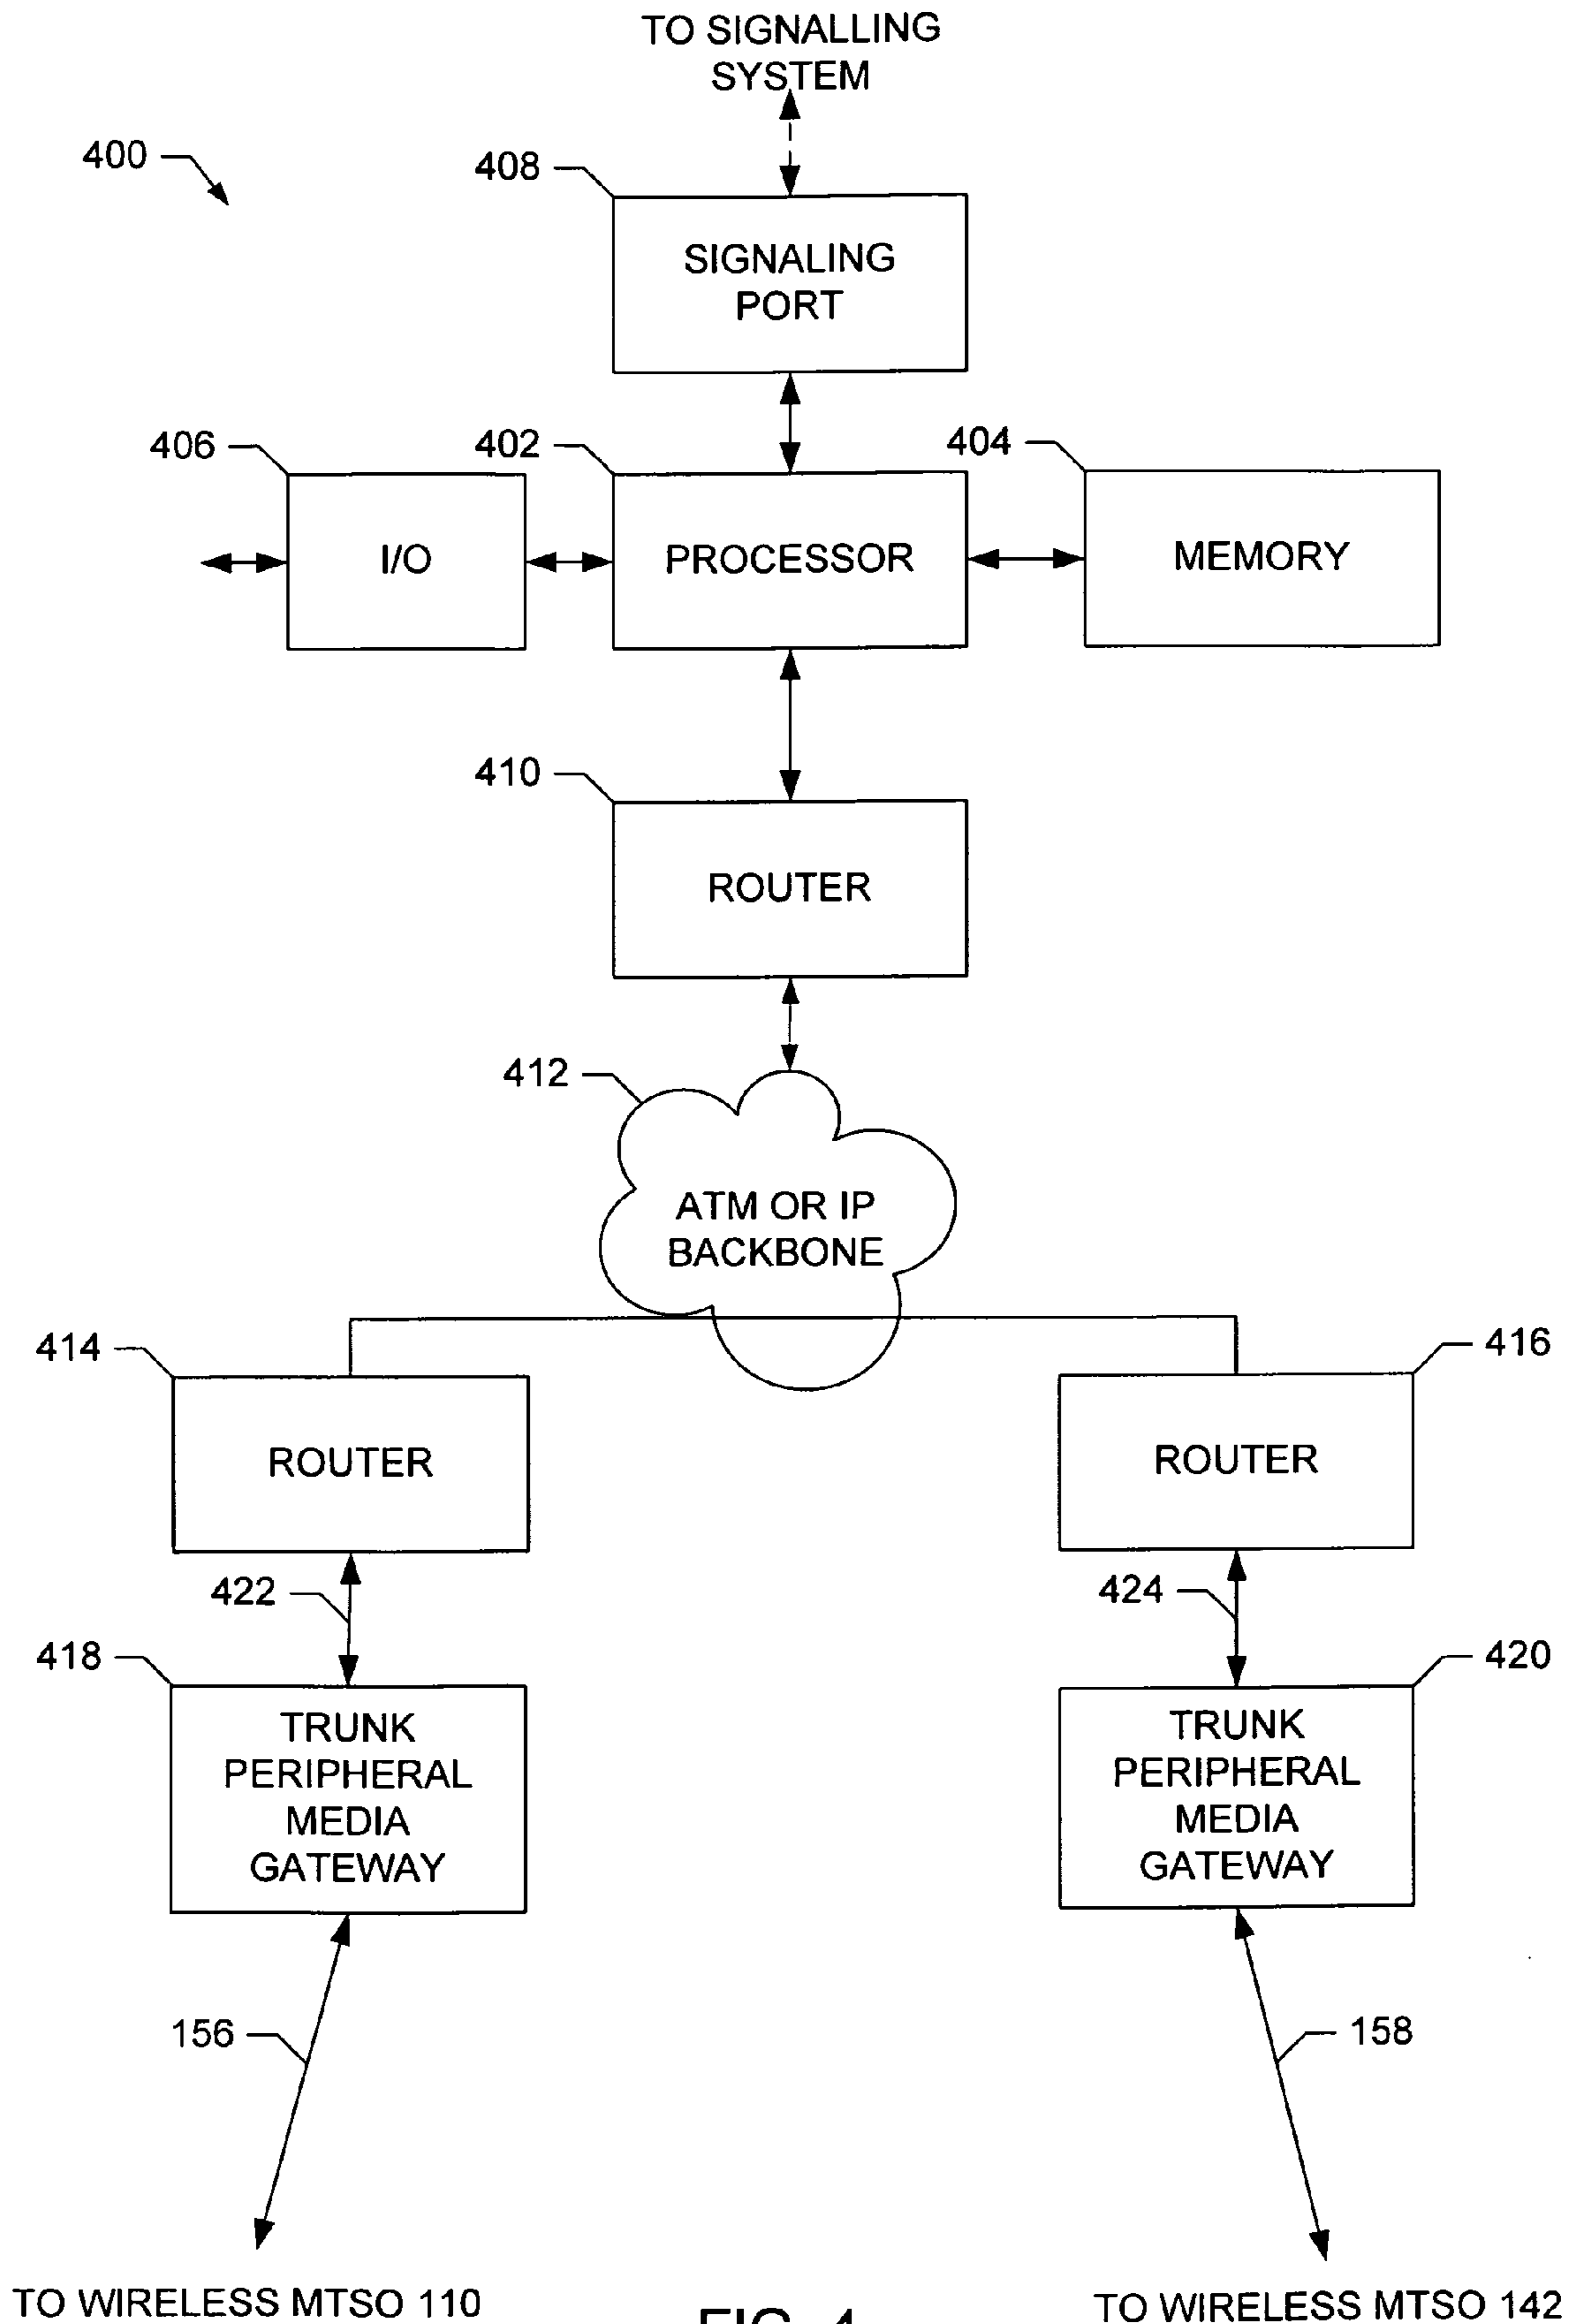 TO SIGNALLING
SYSTEM
400
408
SIGNALING
PORT
406
402
404
I/O
PROCESSOR
MEMORY
410
ROUTER
412
ATM OR IP
BACKBONE
414
416
ROUTER
ROUTER
422
424
418
420
TRUNK
PERIPHERAL
MEDIA
GATEWAY
TRUNK
PERIPHERAL
MEDIA
GATEWAY
156
158
TO WIRELESS MTSO 110
TO WIRELESS MTSO 142
FIG. 4